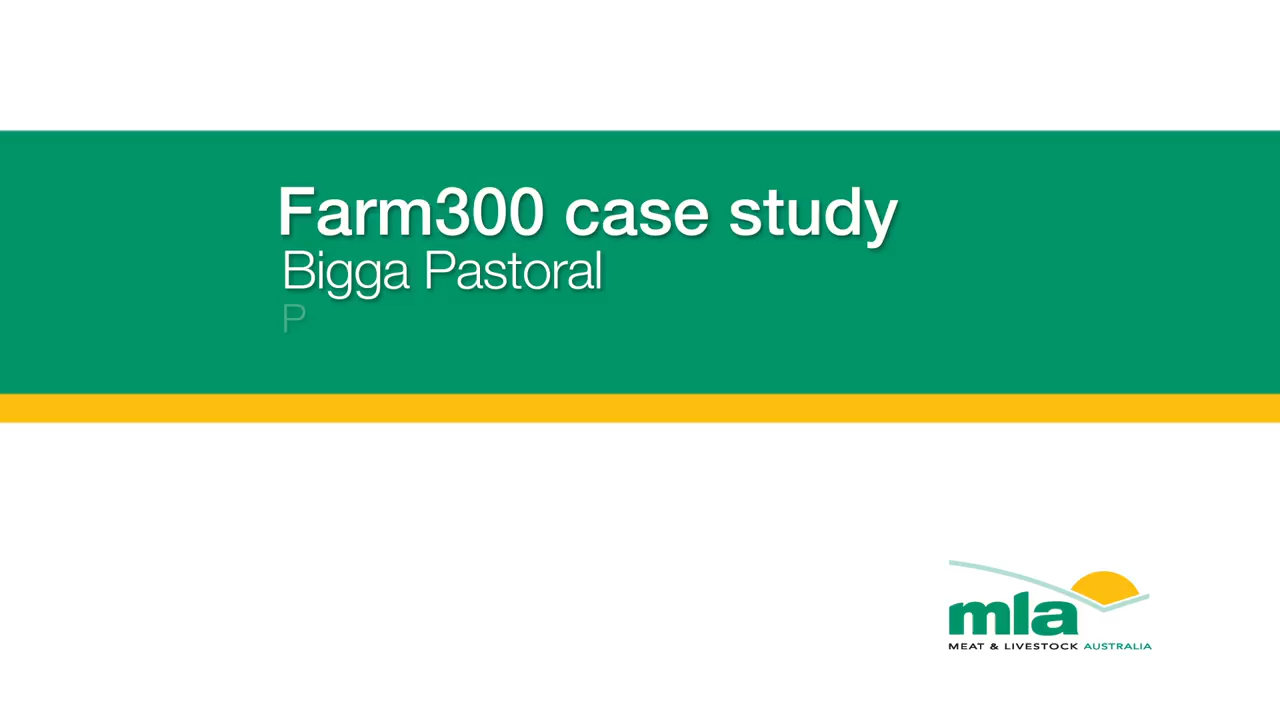 Farm300 case study
Bigga Pastoral
P
mla
MEAT & LIVESTOCK AUSTRALIA